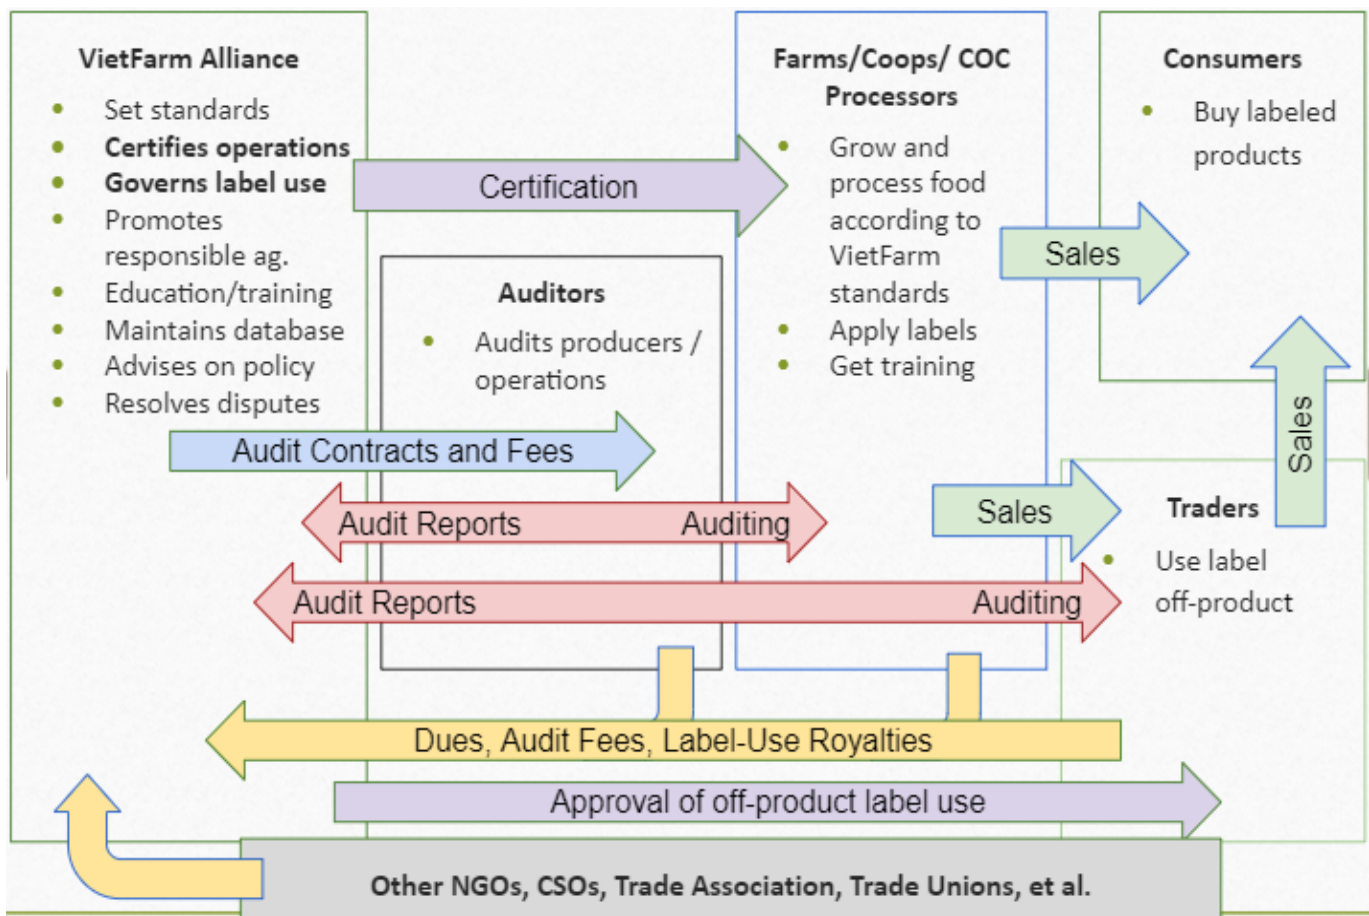 VietFarm Alliance
Set standards
Certifies operations
Governs label use
Promotes
responsible ag.
Education/training
Maintains database
Advises on policy
Resolves disputes
Certification
Auditors
Audits producers /
operations
Farms/Coops/ COC
Processors
Grow and
process food
according to
VietFarm
standards
Apply labels
Get training
Consumers
Buy labeled
products
Sales
Sales
Audit Contracts and Fees
Audit Reports Auditing
Sales
Traders
Use label
off-product
Audit Reports Auditing
Dues, Audit Fees, Label-Use Royalties
Approval of off-product label use
Other NGOs, CSOs, Trade Association, Trade Unions, et al.